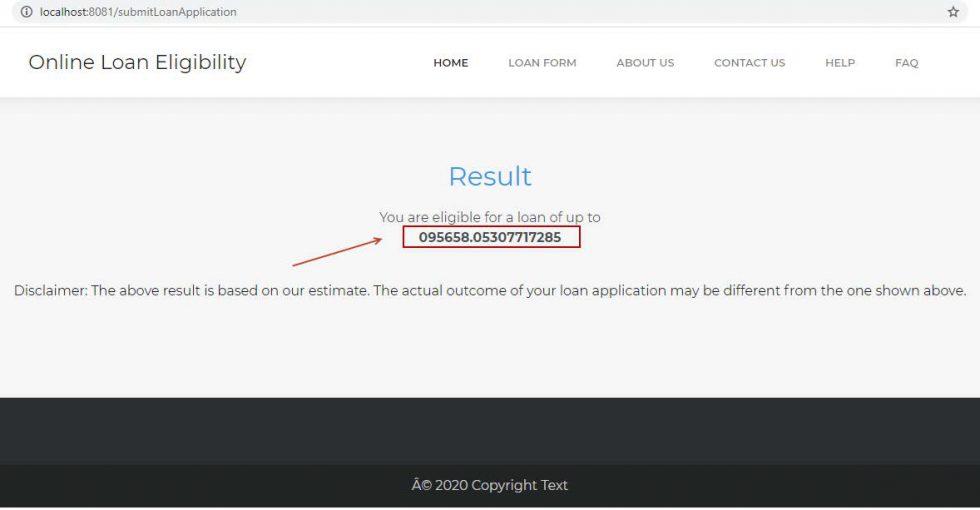 localhost:8081/submitLoanApplication
Online Loan Eligibility HOME LOAN FORM ABOUT US CONTACT US HELP FAQ
Result
You are eligible for a loan of up to
095658.05307717285
Disclaimer: The above result is based on our estimate. The actual outcome of your loan application may be different from the one shown above.
© 2020 Copyright Text